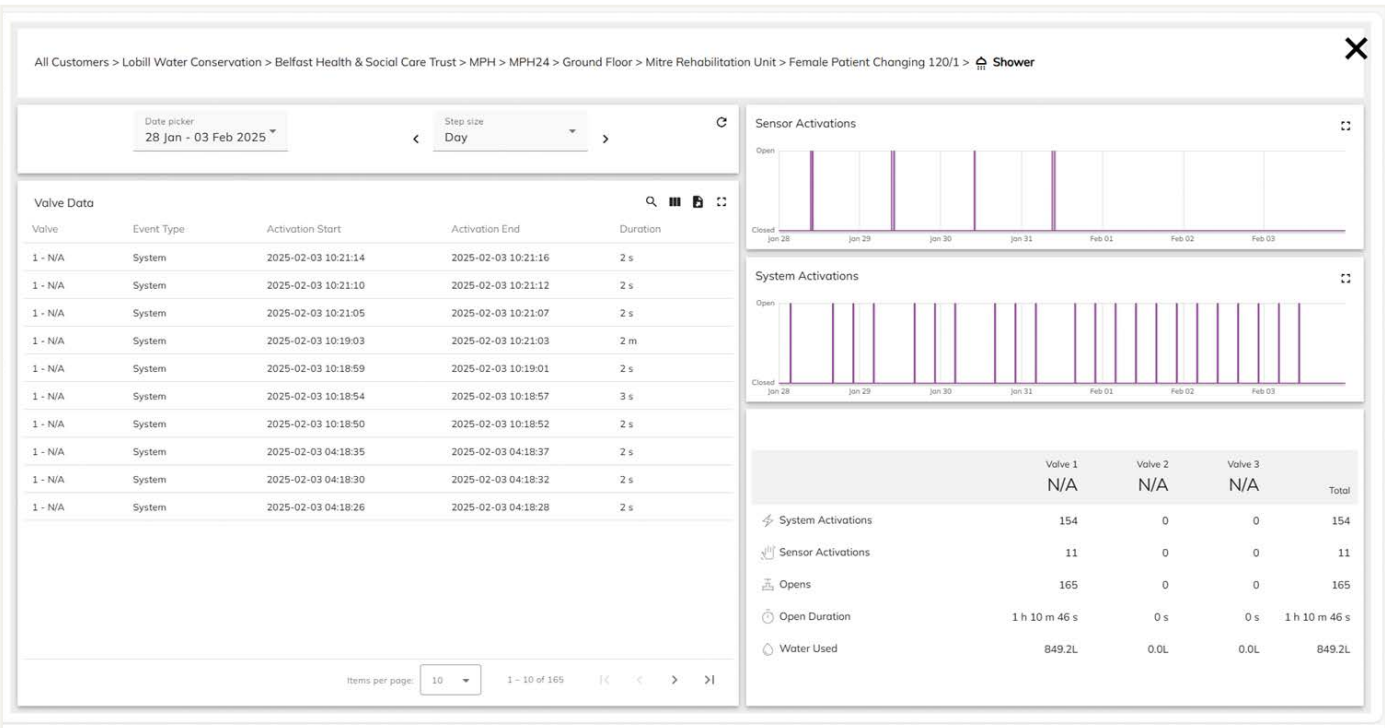 All Customers > Lobill Water Conservation > Belfast Health & Social Care Trust > MPH > MPH24 > Ground Floor > Mitre Rehabilitation Unit > Female Patient Changing 120/1 > Shower
Date picker
28 Jan - 03 Feb 2025
Step size
Day
Valve Data
Valve Event Type Activation Start Activation End Duration
1 - N/A System 2025-02-03 10:21:14 2025-02-03 10:21:16 2 s
1 - N/A System 2025-02-03 10:21:10 2025-02-03 10:21:12 2 s
1 - N/A System 2025-02-03 10:21:05 2025-02-03 10:21:07 2 s
1 - N/A System 2025-02-03 10:19:03 2025-02-03 10:21:03 2 m
1 - N/A System 2025-02-03 10:18:59 2025-02-03 10:19:01 2 s
1 - N/A System 2025-02-03 10:18:54 2025-02-03 10:18:57 3 s
1 - N/A System 2025-02-03 10:18:50 2025-02-03 10:18:52 2 s
1 - N/A System 2025-02-03 04:18:35 2025-02-03 04:18:37 2 s
1 - N/A System 2025-02-03 04:18:30 2025-02-03 04:18:32 2 s
1 - N/A System 2025-02-03 04:18:26 2025-02-03 04:18:28 2 s
Items per page: 10 1 – 10 of 165
Sensor Activations
Open
Closed
Jan 28 Jan 29 Jan 30 Jan 31 Feb 01 Feb 02 Feb 03
System Activations
Open
Closed
Jan 28 Jan 29 Jan 30 Jan 31 Feb 01 Feb 02 Feb 03
Valve 1 Valve 2 Valve 3
N/A N/A N/A Total
System Activations 154 0 0 154
Sensor Activations 11 0 0 11
Opens 165 0 0 165
Open Duration 1 h 10 m 46 s 0 s 0 s 1 h 10 m 46 s
Water Used 849.2L 0.0L 0.0L 849.2L